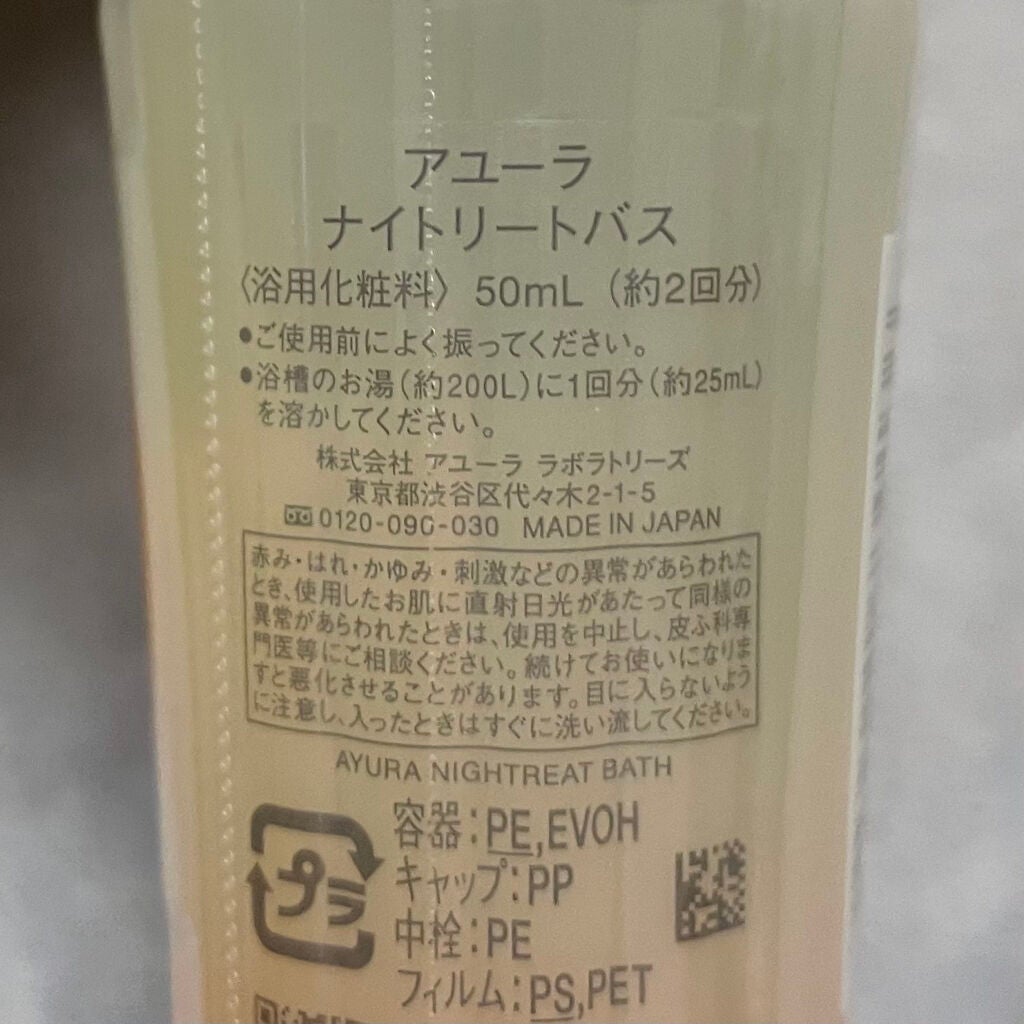 アユーラ
ナイトリートバス
〈浴用化粧料〉 50mL（約2回分）
●ご使用前によく振ってください。
●浴槽のお湯（約200L）に1回分（約25mL）
を溶かしてください。
株式会社 アユーラ ラボラトリーズ
東京都渋谷区代々木2-1-5
0120-090-030 MADE IN JAPAN
赤み・はれ・かゆみ・刺激などの異常があらわれた
とき、使用したお肌に直射日光があたって同様の
異常があらわれたときは、使用を中止し、皮ふ科専
門医等にご相談ください。続けてお使いになりま
すと悪化させることがあります。目に入らないよう
に注意し、入ったときはすぐに洗い流してください。
AYURA NIGHTREAT BATH
プラ
容器：PE,EVOH
キャップ：PP
中栓：PE
フィルム：PS,PET